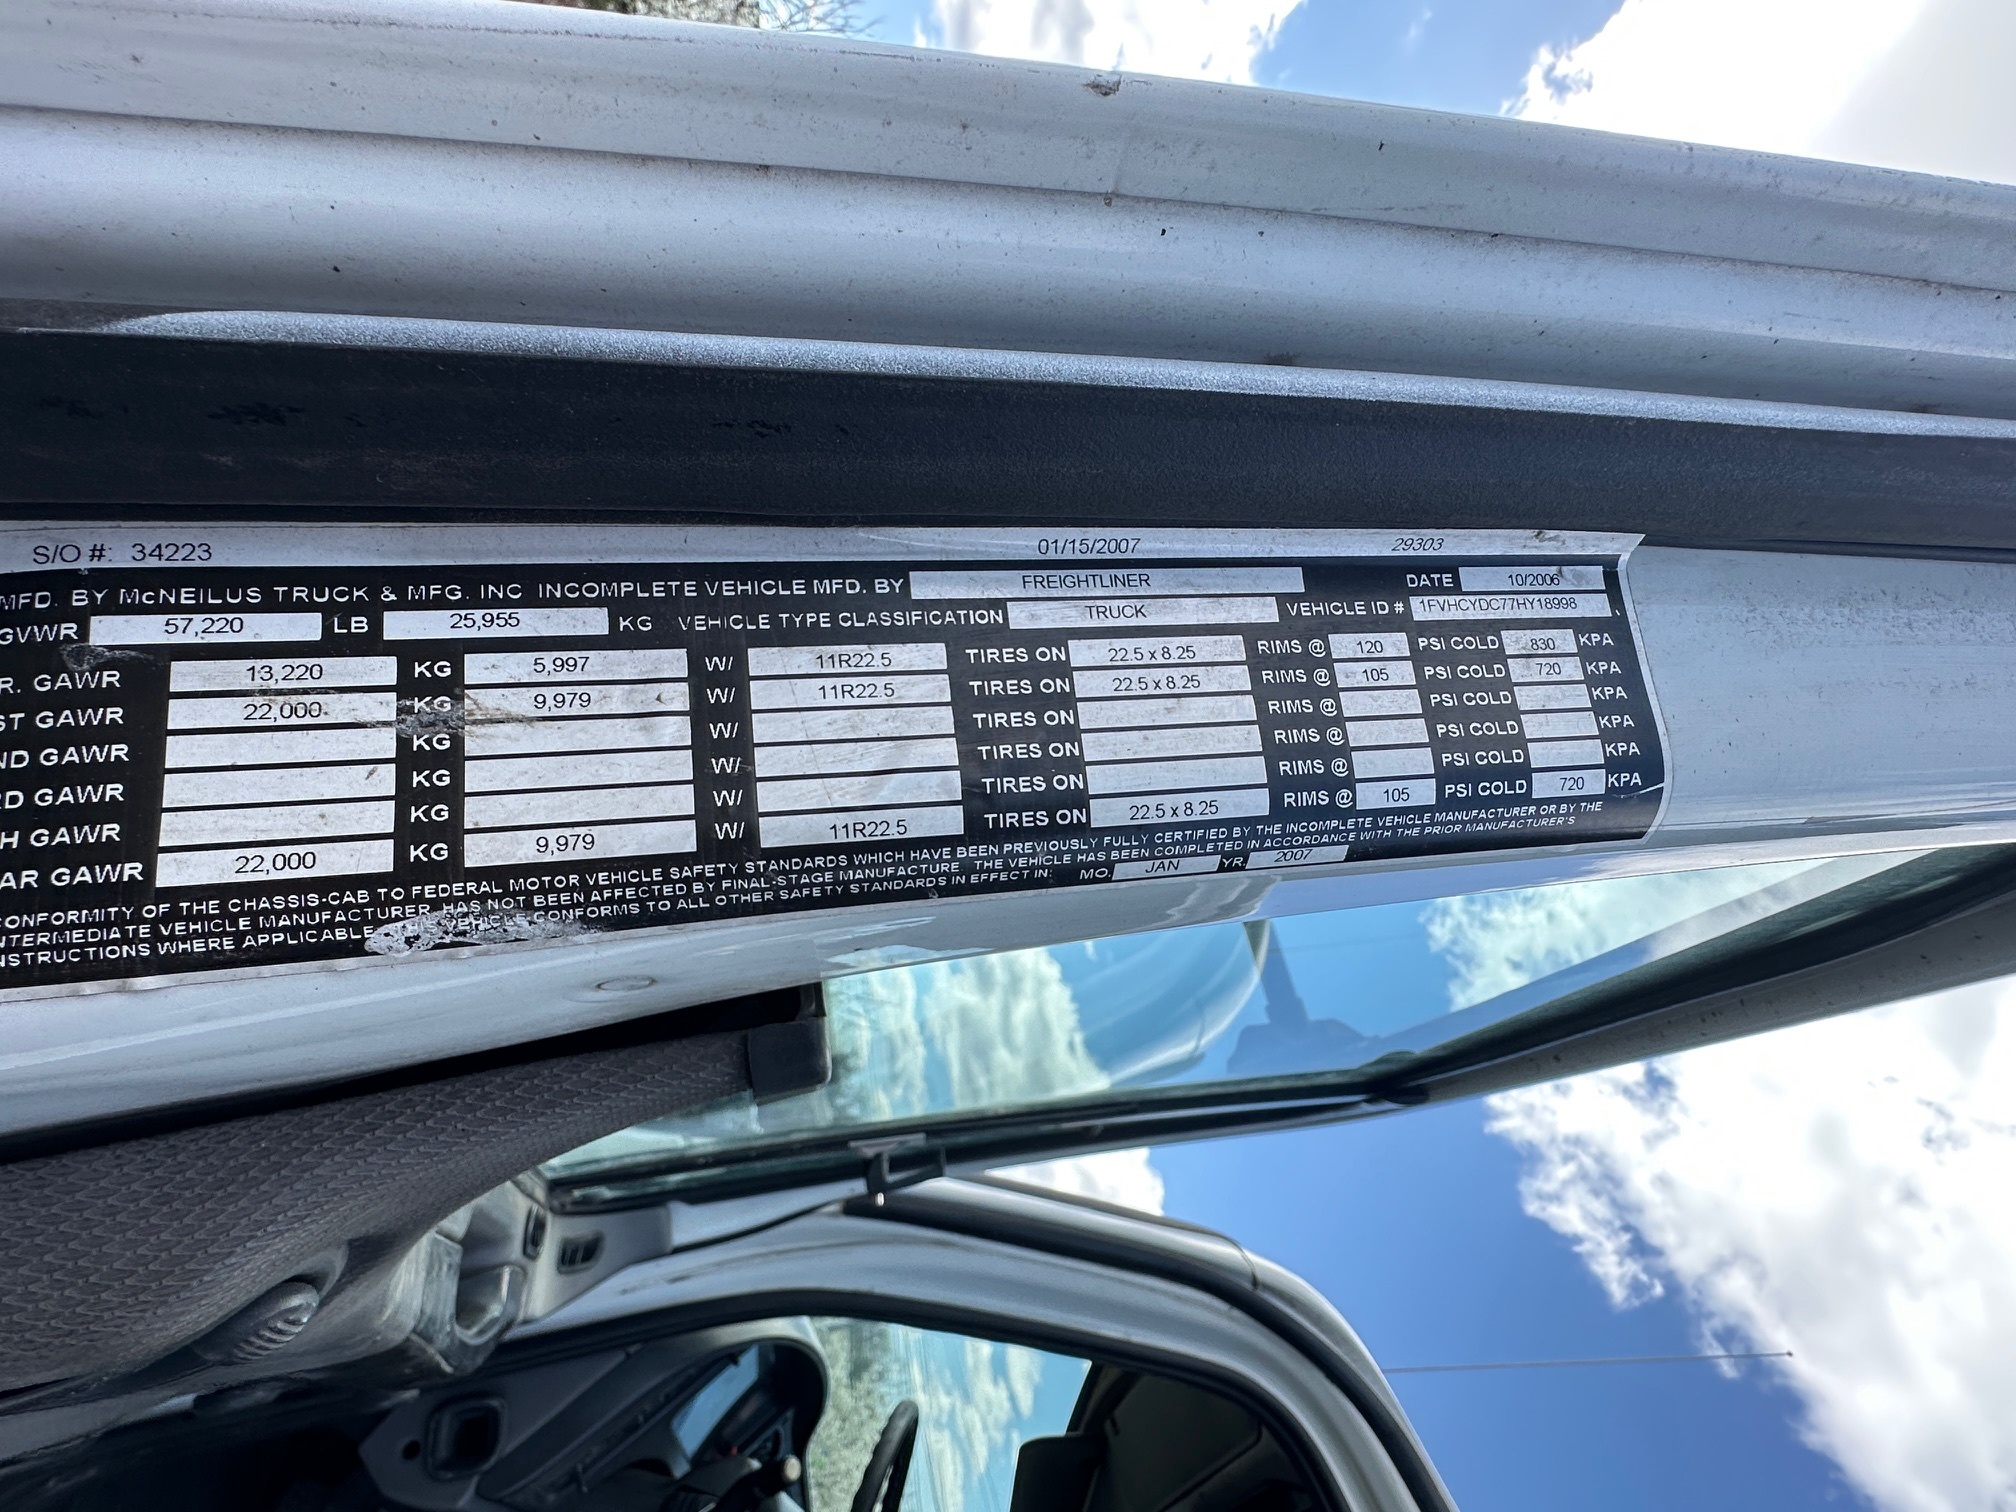 S/O #: 34223 01/15/2007 29303
MFD. BY McNEILUS TRUCK & MFG. INC INCOMPLETE VEHICLE MFD. BY FREIGHTLINER DATE 10/2006
GVWR 57,220 LB 25,955 KG VEHICLE TYPE CLASSIFICATION TRUCK VEHICLE ID # 1FVHCYDC77HY18998
R. GAWR 13,220 KG 5,997 W/ 11R22.5 TIRES ON 22.5 x 8.25 RIMS @ 120 PSI COLD 830 KPA
ST GAWR 22,000 KG 9,979 W/ 11R22.5 TIRES ON 22.5 x 8.25 RIMS @ 105 PSI COLD 720 KPA
ND GAWR KG W/ TIRES ON RIMS @ PSI COLD KPA
RD GAWR KG W/ TIRES ON RIMS @ PSI COLD KPA
H GAWR KG W/ TIRES ON RIMS @ PSI COLD KPA
AR GAWR 22,000 KG 9,979 W/ 11R22.5 TIRES ON 22.5 x 8.25 RIMS @ 105 PSI COLD 720 KPA
CONFORMITY OF THE CHASSIS-CAB TO FEDERAL MOTOR VEHICLE SAFETY STANDARDS WHICH HAVE BEEN PREVIOUSLY FULLY CERTIFIED BY THE INCOMPLETE VEHICLE MANUFACTURER OR BY THE
INTERMEDIATE VEHICLE MANUFACTURER, HAS NOT BEEN AFFECTED BY FINAL-STAGE MANUFACTURE. THE VEHICLE HAS BEEN COMPLETED IN ACCORDANCE WITH THE PRIOR MANUFACTURER'S
INSTRUCTIONS WHERE APPLICABLE. THIS VEHICLE CONFORMS TO ALL OTHER SAFETY STANDARDS IN EFFECT IN: MO. JAN YR. 2007